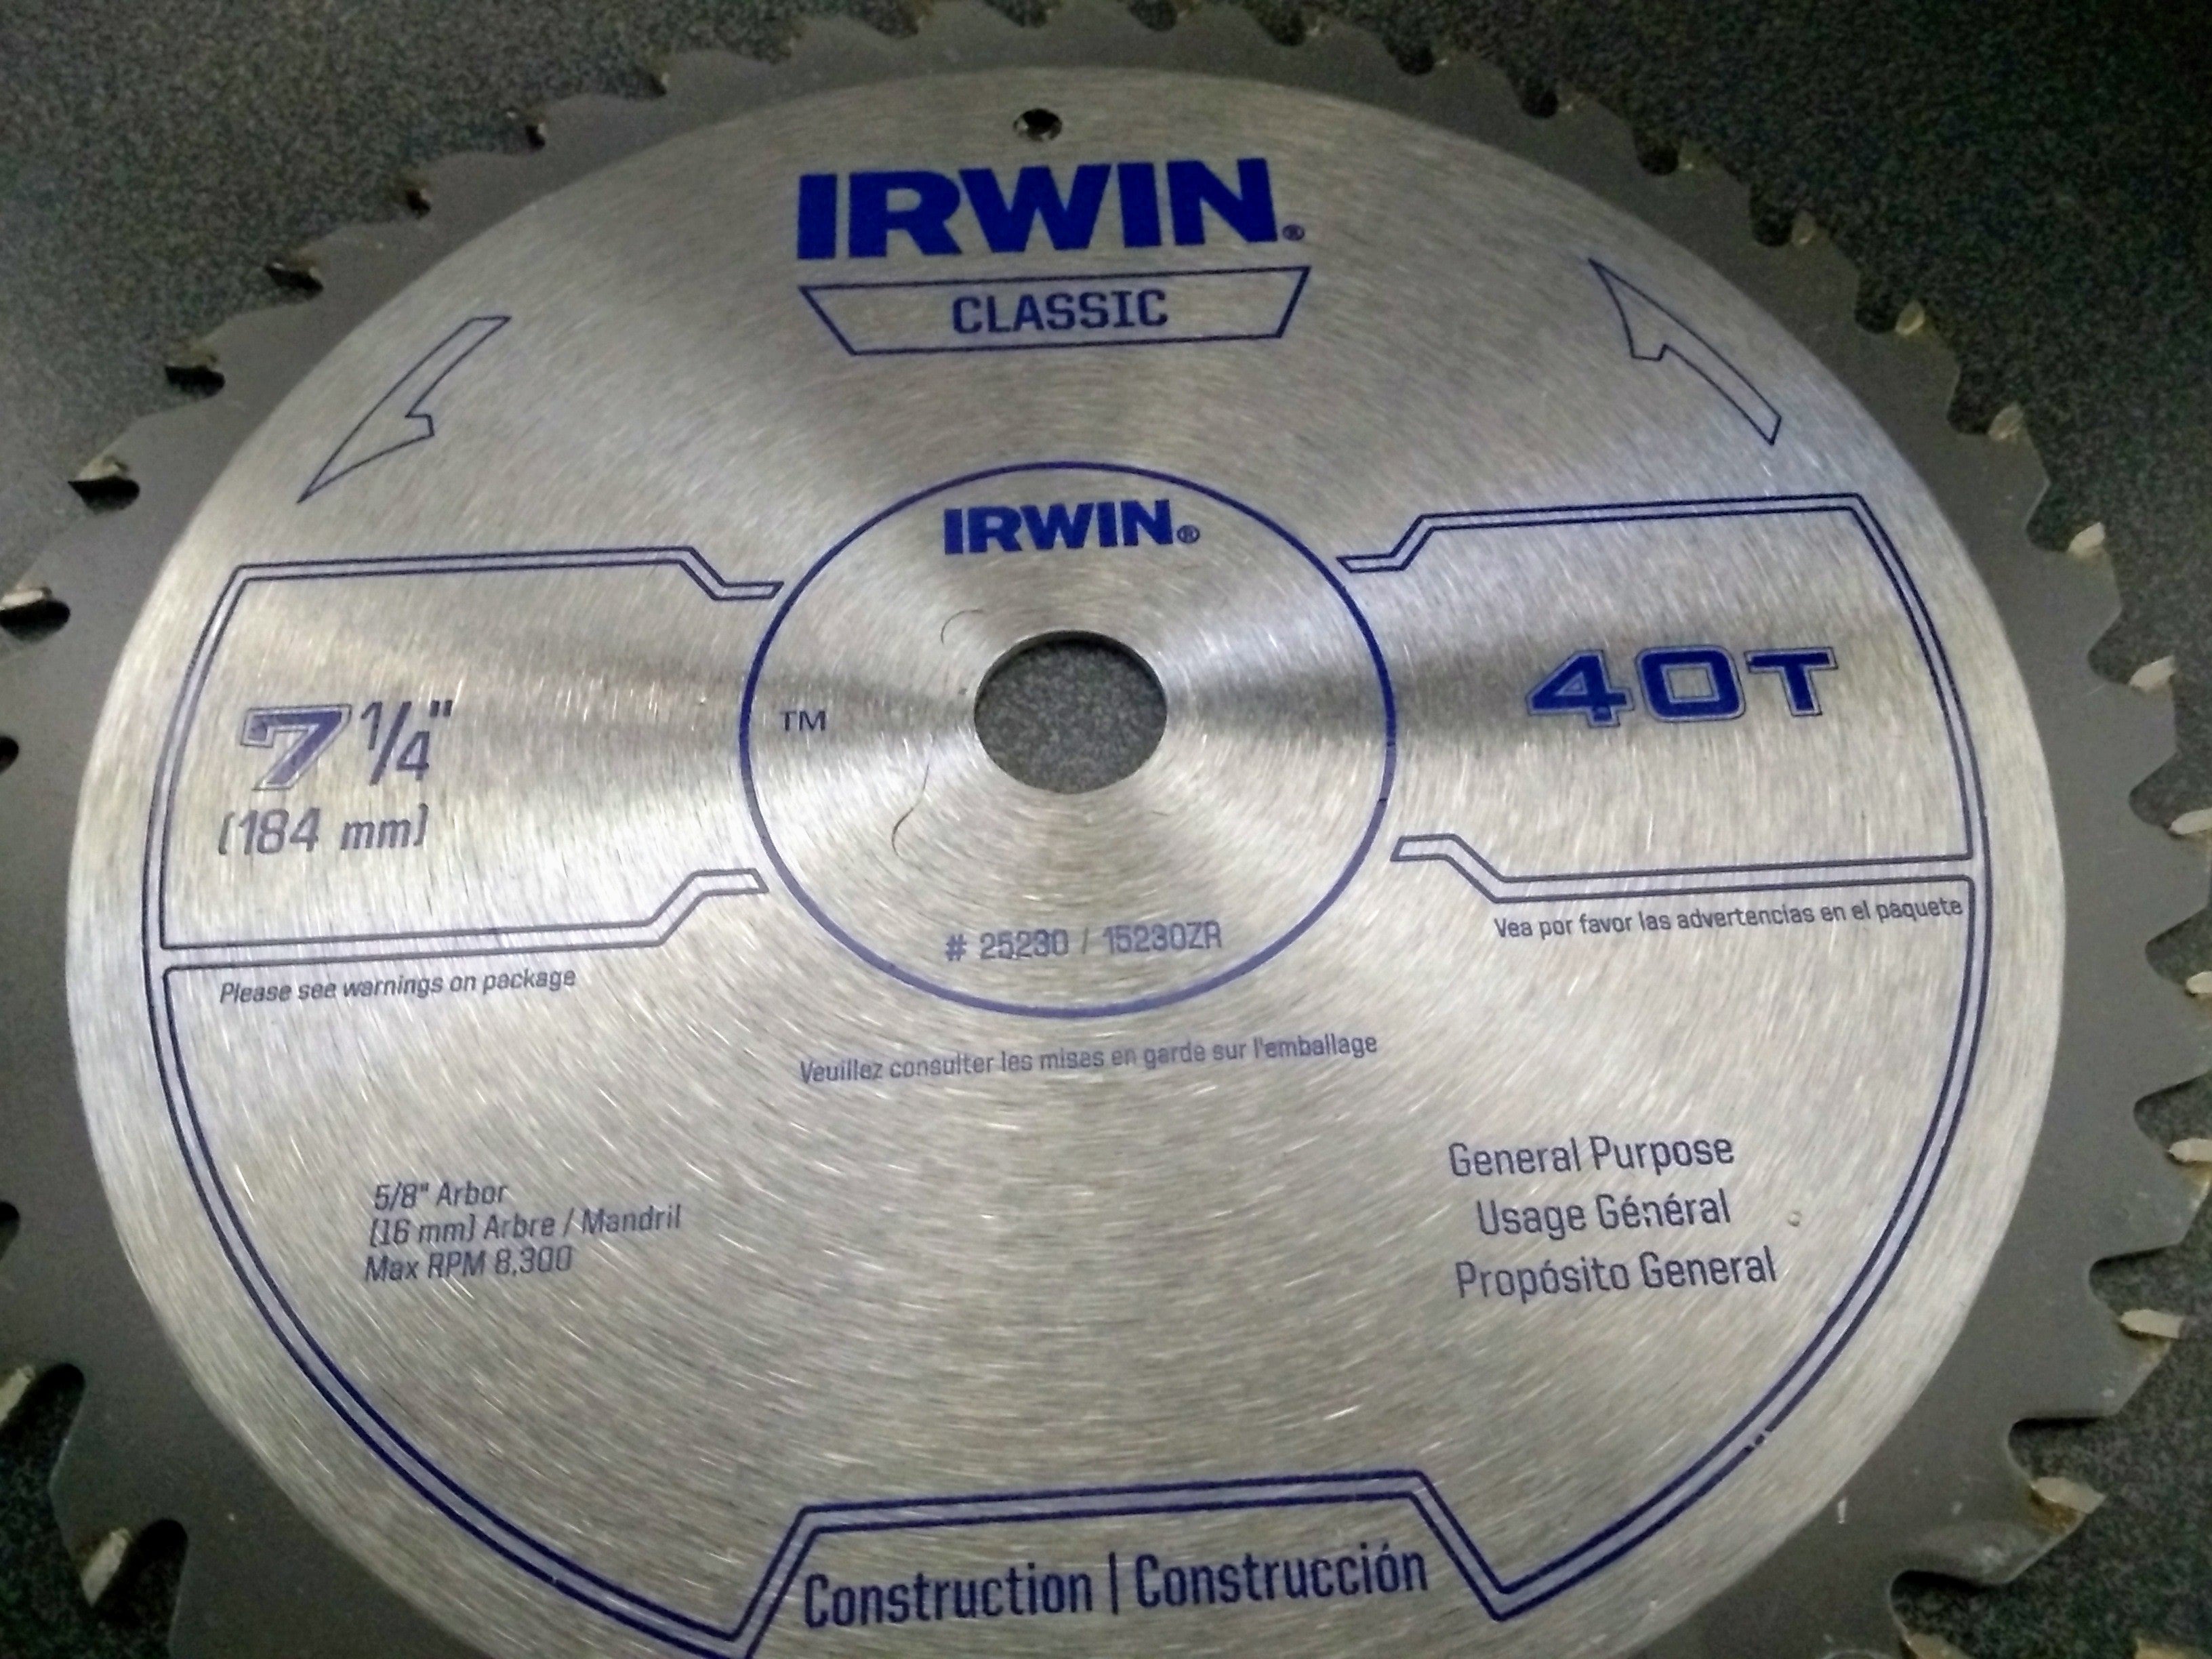 IRWIN®
CLASSIC
IRWIN®
7 1/4"
(184 mm)
TM
40T
# 25230 / 15230ZR
Please see warnings on package
Vea por favor las advertencias en el paquete
Veuillez consulter les mises en garde sur l'emballage
5/8" Arbor
(16 mm) Arbre / Mandril
Max RPM 8,300
General Purpose
Usage Général
Propósito General
Construction | Construcción